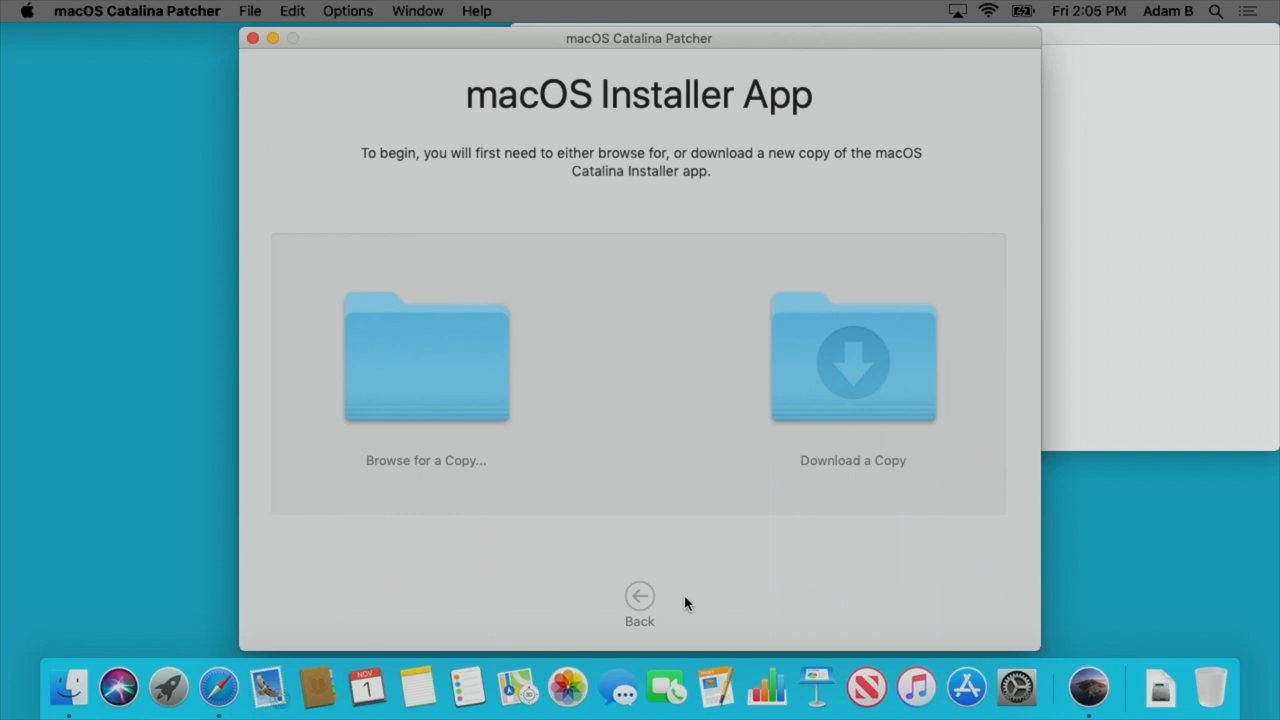 macOS Catalina Patcher File Edit Options Window Help Fri 2:05 PM Adam B
macOS Catalina Patcher
macOS Installer App
To begin, you will first need to either browse for, or download a new copy of the macOS
Catalina Installer app.
Browse for a Copy... Download a Copy
Back
NOV
1